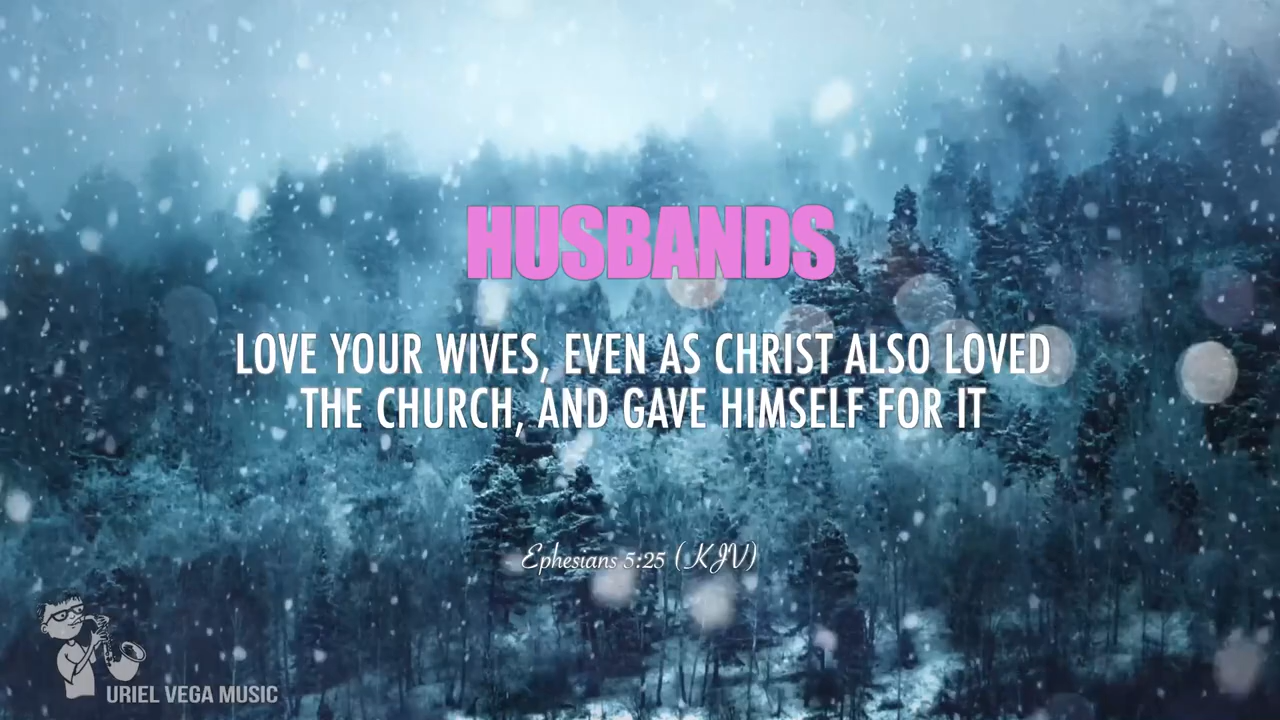 HUSBANDS
LOVE YOUR WIVES, EVEN AS CHRIST ALSO LOVED
THE CHURCH, AND GAVE HIMSELF FOR IT
Ephesians 5:25 (KJV)
URIEL VEGA MUSIC